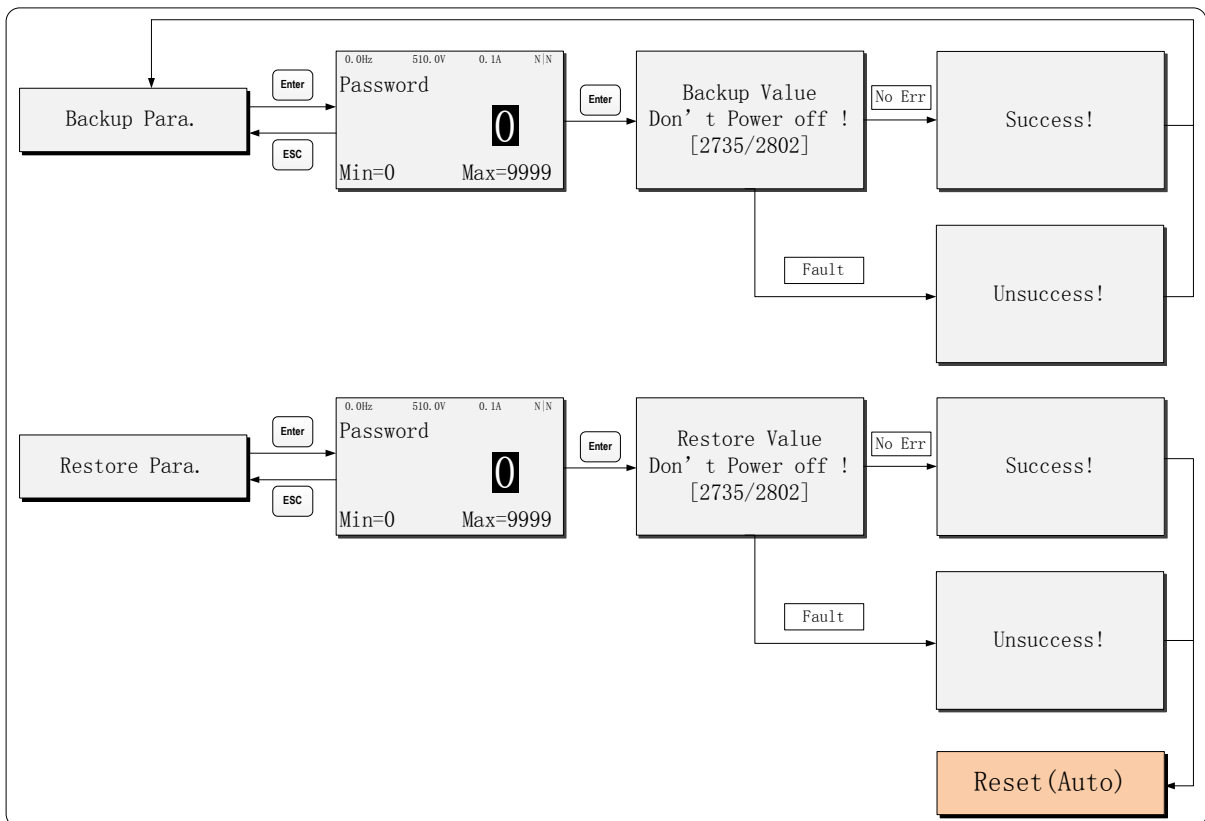 Backup Para.
Enter
ESC
0.0Hz 510.0V 0.1A N|N
Password
0
Min=0 Max=9999
Enter
Backup Value
Don't Power off !
[2735/2802]
No Err
Success!
Fault
Unsuccess!
Restore Para.
Enter
ESC
0.0Hz 510.0V 0.1A N|N
Password
0
Min=0 Max=9999
Enter
Restore Value
Don't Power off !
[2735/2802]
No Err
Success!
Fault
Unsuccess!
Reset(Auto)